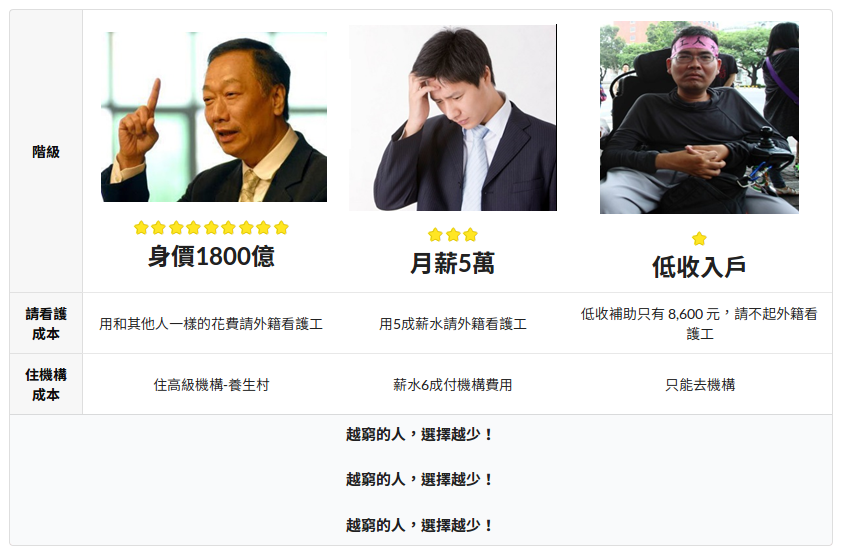 階級
身價1800億
月薪5萬
低收入戶
請看護
成本
用和其他人一樣的花費請外籍看護工
用5成薪水請外籍看護工
低收補助只有 8,600 元，請不起外籍看
護工
住機構
成本
住高級機構-養生村
薪水6成付機構費用
只能去機構
越窮的人，選擇越少！
越窮的人，選擇越少！
越窮的人，選擇越少！